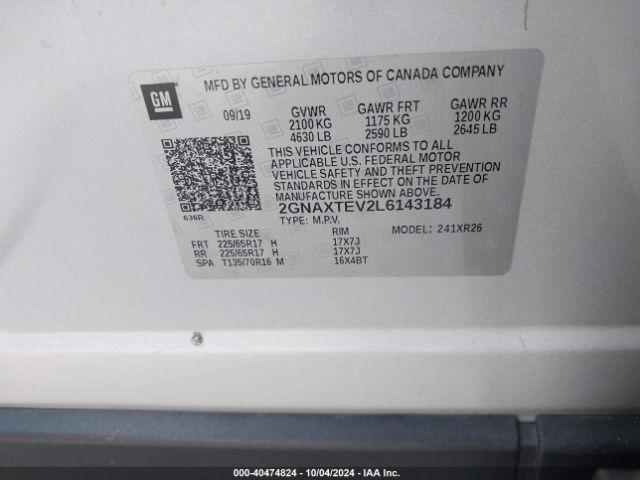 GM
MFD BY GENERAL MOTORS OF CANADA COMPANY
09/19 GVWR GAWR FRT GAWR RR
2100 KG 1175 KG 1200 KG
4630 LB 2590 LB 2645 LB
THIS VEHICLE CONFORMS TO ALL
APPLICABLE U.S. FEDERAL MOTOR
VEHICLE SAFETY AND THEFT PREVENTION
STANDARDS IN EFFECT ON THE DATE OF
MANUFACTURE SHOWN ABOVE.
2GNAXTEV2L6143184
636R TYPE: M.P.V. MODEL: 241XR26
TIRE SIZE RIM
FRT 225/65R17 H 17X7J
RR 225/65R17 H 17X7J
SPA T135/70R16 M 16X4BT
000-40474824 - 10/04/2024 - IAA Inc.